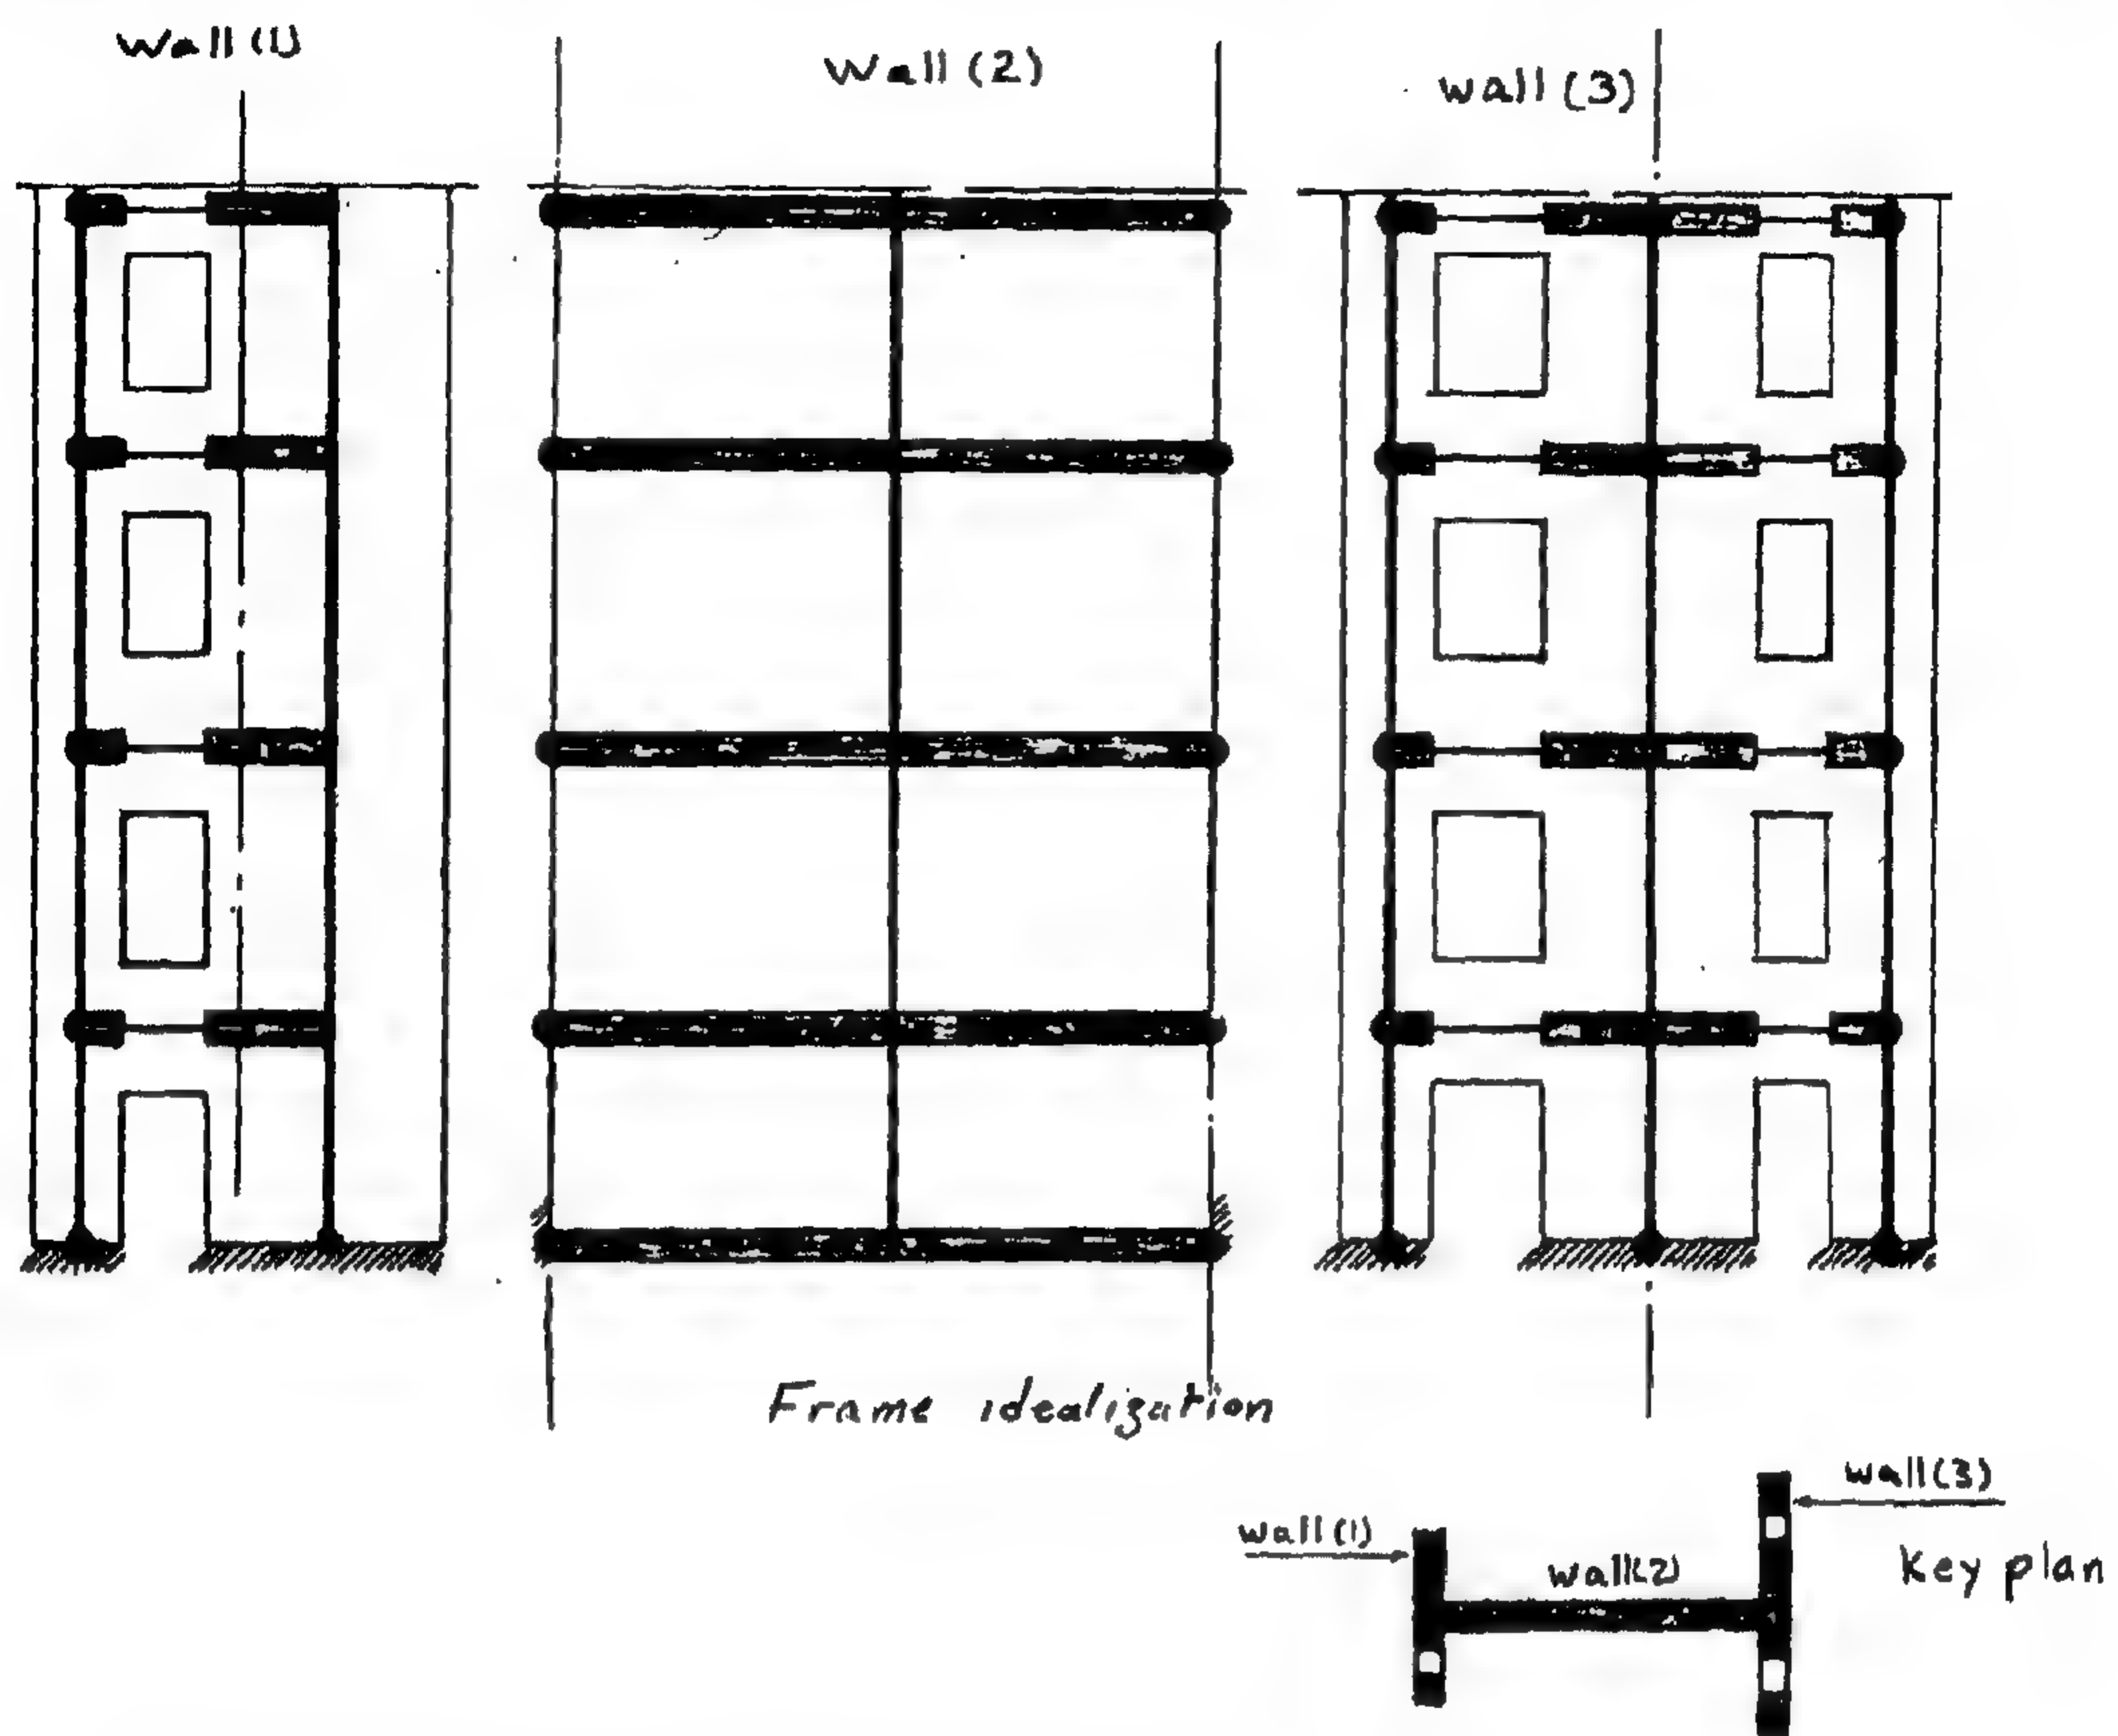 Wall (1)
Wall (2)
wall (3)
Frame idealization
wall(3)
wall(1)
wall(2)
Key plan